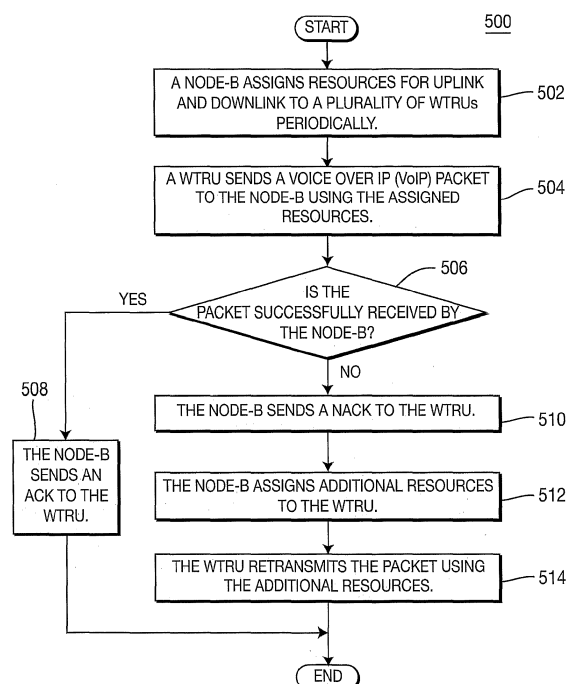 START
500
A NODE-B ASSIGNS RESOURCES FOR UPLINK
AND DOWNLINK TO A PLURALITY OF WTRUs
PERIODICALLY.
502
A WTRU SENDS A VOICE OVER IP (VoIP) PACKET
TO THE NODE-B USING THE ASSIGNED
RESOURCES.
504
506
IS THE
PACKET SUCCESSFULLY RECEIVED BY
THE NODE-B?
YES
NO
508
THE NODE-B
SENDS AN
ACK TO THE
WTRU.
THE NODE-B SENDS A NACK TO THE WTRU.
510
THE NODE-B ASSIGNS ADDITIONAL RESOURCES
TO THE WTRU.
512
THE WTRU RETRANSMITS THE PACKET USING
THE ADDITIONAL RESOURCES.
514
END